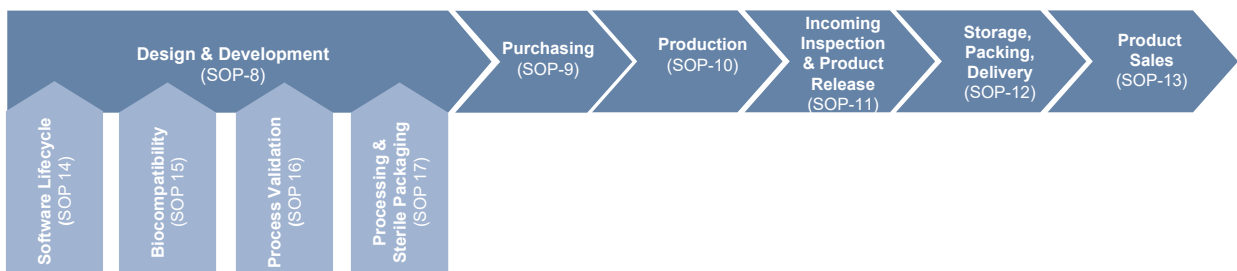 Design & Development
(SOP-8)
Purchasing
(SOP-9)
Production
(SOP-10)
Incoming
Inspection
& Product
Release
(SOP-11)
Storage,
Packing,
Delivery
(SOP-12)
Product
Sales
(SOP-13)
Software Lifecycle
(SOP 14)
Biocompatibility
(SOP 15)
Process Validation
(SOP 16)
Processing &
Sterile Packaging
(SOP 17)